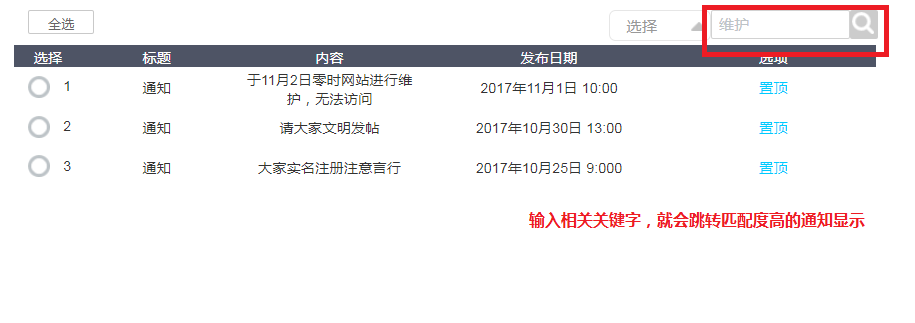 全选 选择 维护
选择 标题 内容 发布日期 选项
1 通知 于11月2日零时网站进行维 2017年11月1日 10:00 置顶
护，无法访问
2 通知 请大家文明发帖 2017年10月30日 13:00 置顶
3 通知 大家实名注册注意言行 2017年10月25日 9:000 置顶
输入相关关键字，就会跳转匹配度高的通知显示